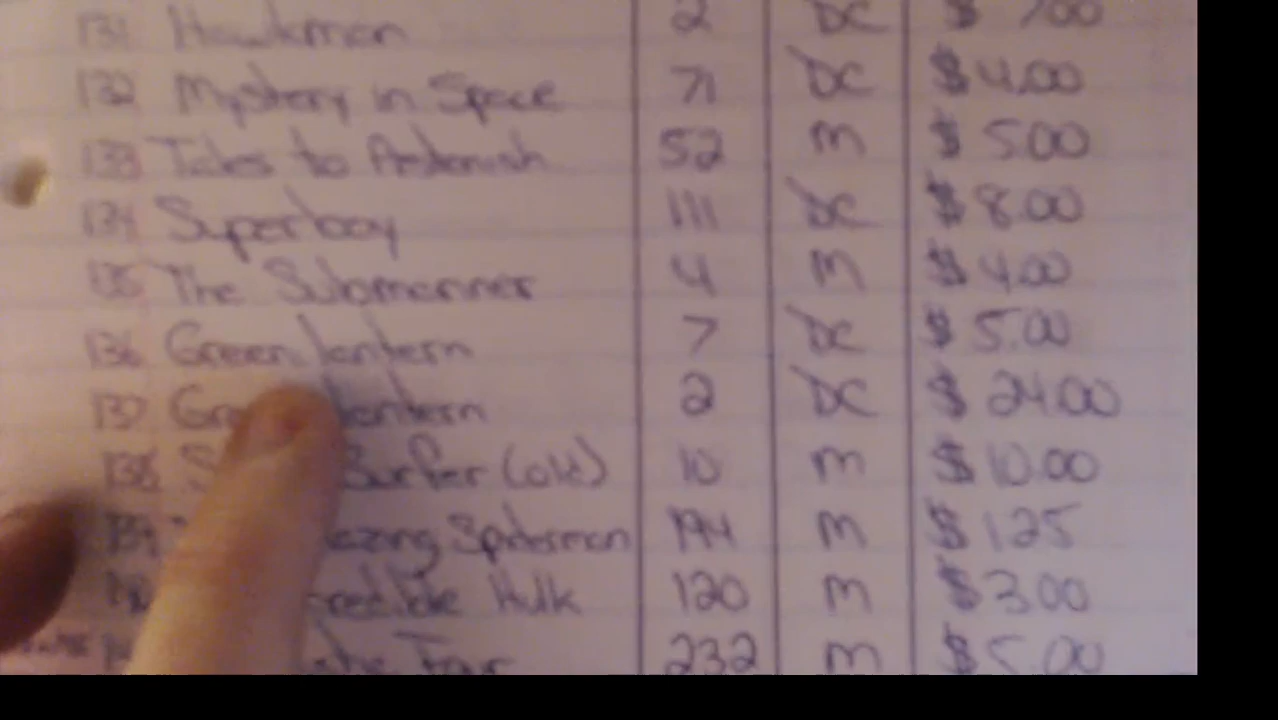 131 Hawkman 2 DC $ 7.00
132 Mystery in Space 71 DC $4.00
133 Tales to Astonish 52 m $ 5.00
134 Superboy 111 DC $8.00
135 The Submariner 4 m $4.00
136 Green lantern 7 DC $ 5.00
137 lantern 2 DC $ 24.00
138 Surfer (old) 10 m $10.00
139 Spiderman 194 m $ 125
Hulk 120 m $3.00
232 m $5.00